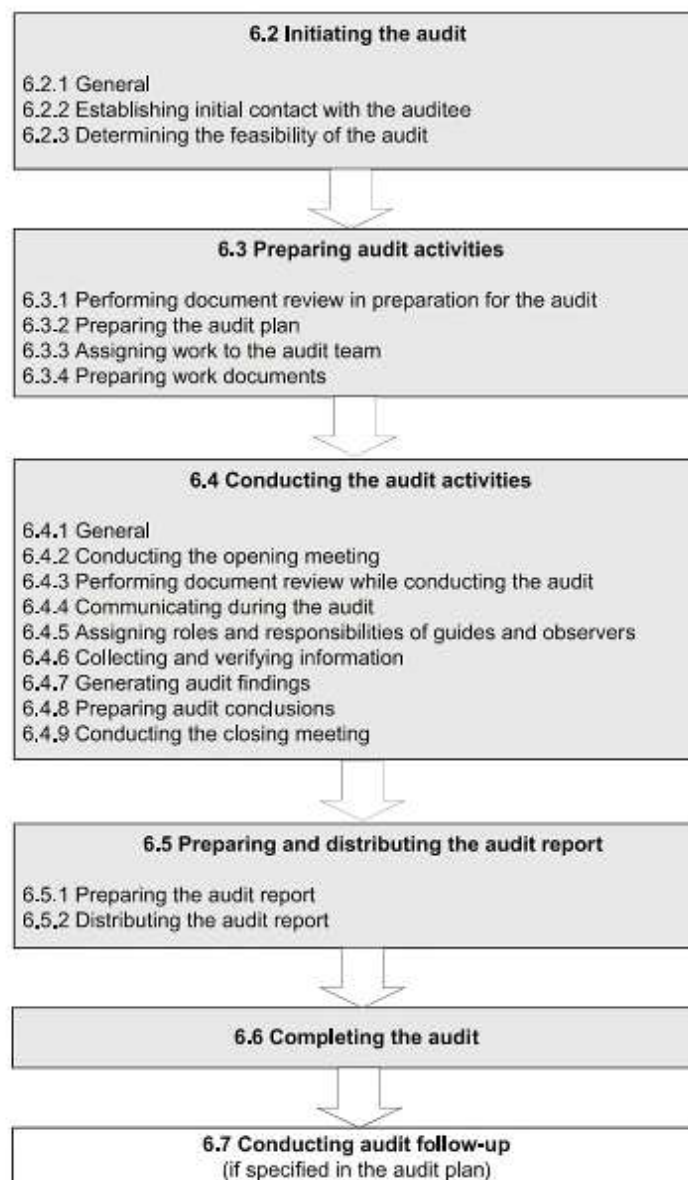 6.2 Initiating the audit
6.2.1 General
6.2.2 Establishing initial contact with the auditee
6.2.3 Determining the feasibility of the audit
6.3 Preparing audit activities
6.3.1 Performing document review in preparation for the audit
6.3.2 Preparing the audit plan
6.3.3 Assigning work to the audit team
6.3.4 Preparing work documents
6.4 Conducting the audit activities
6.4.1 General
6.4.2 Conducting the opening meeting
6.4.3 Performing document review while conducting the audit
6.4.4 Communicating during the audit
6.4.5 Assigning roles and responsibilities of guides and observers
6.4.6 Collecting and verifying information
6.4.7 Generating audit findings
6.4.8 Preparing audit conclusions
6.4.9 Conducting the closing meeting
6.5 Preparing and distributing the audit report
6.5.1 Preparing the audit report
6.5.2 Distributing the audit report
6.6 Completing the audit
6.7 Conducting audit follow-up
(if specified in the audit plan)